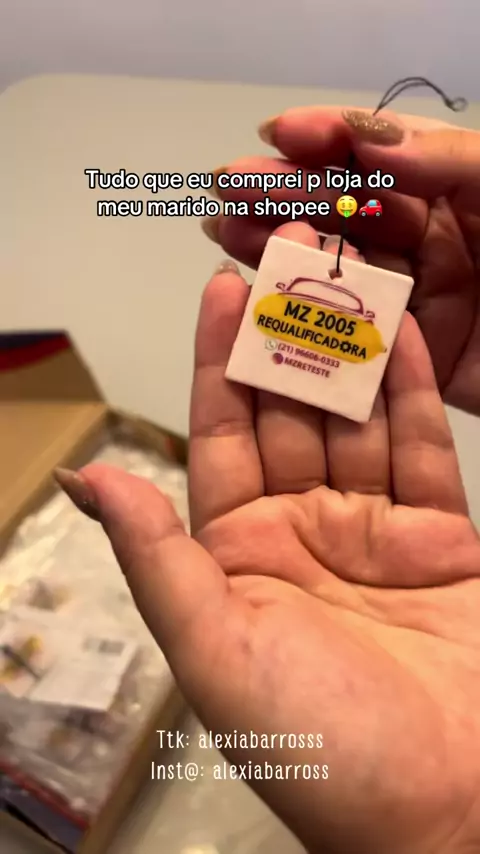 Tudo que eu comprei p loja do
meu marido na shopee 🤑🚗
MZ 2005
REQUALIFICADORA
(21) 96606-0333
MZRETESTE
Ttk: alexiabarrosss
Inst@: alexiabarross